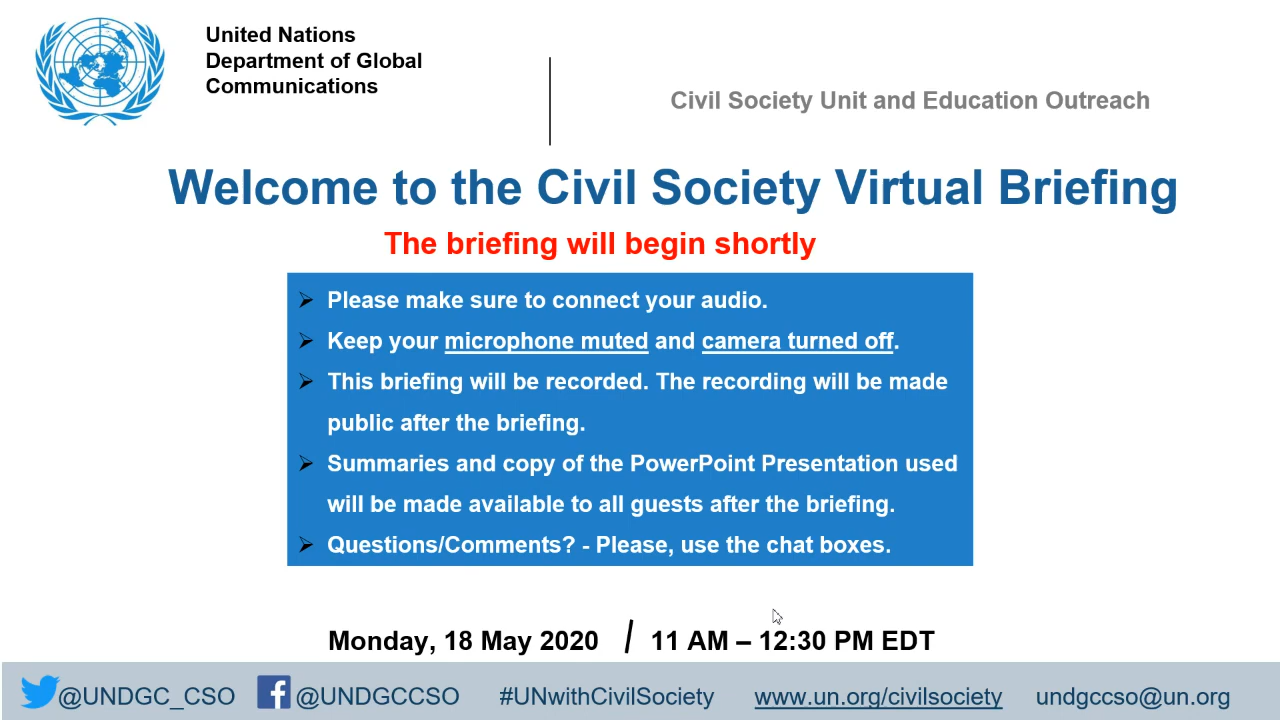 United Nations
Department of Global
Communications
Civil Society Unit and Education Outreach
Welcome to the Civil Society Virtual Briefing
The briefing will begin shortly
➢ Please make sure to connect your audio.
➢ Keep your microphone muted and camera turned off.
➢ This briefing will be recorded. The recording will be made
public after the briefing.
➢ Summaries and copy of the PowerPoint Presentation used
will be made available to all guests after the briefing.
➢ Questions/Comments? - Please, use the chat boxes.
Monday, 18 May 2020 / 11 AM – 12:30 PM EDT
@UNDGC_CSO @UNDGCCSO #UNwithCivilSociety www.un.org/civilsociety undgccso@un.org